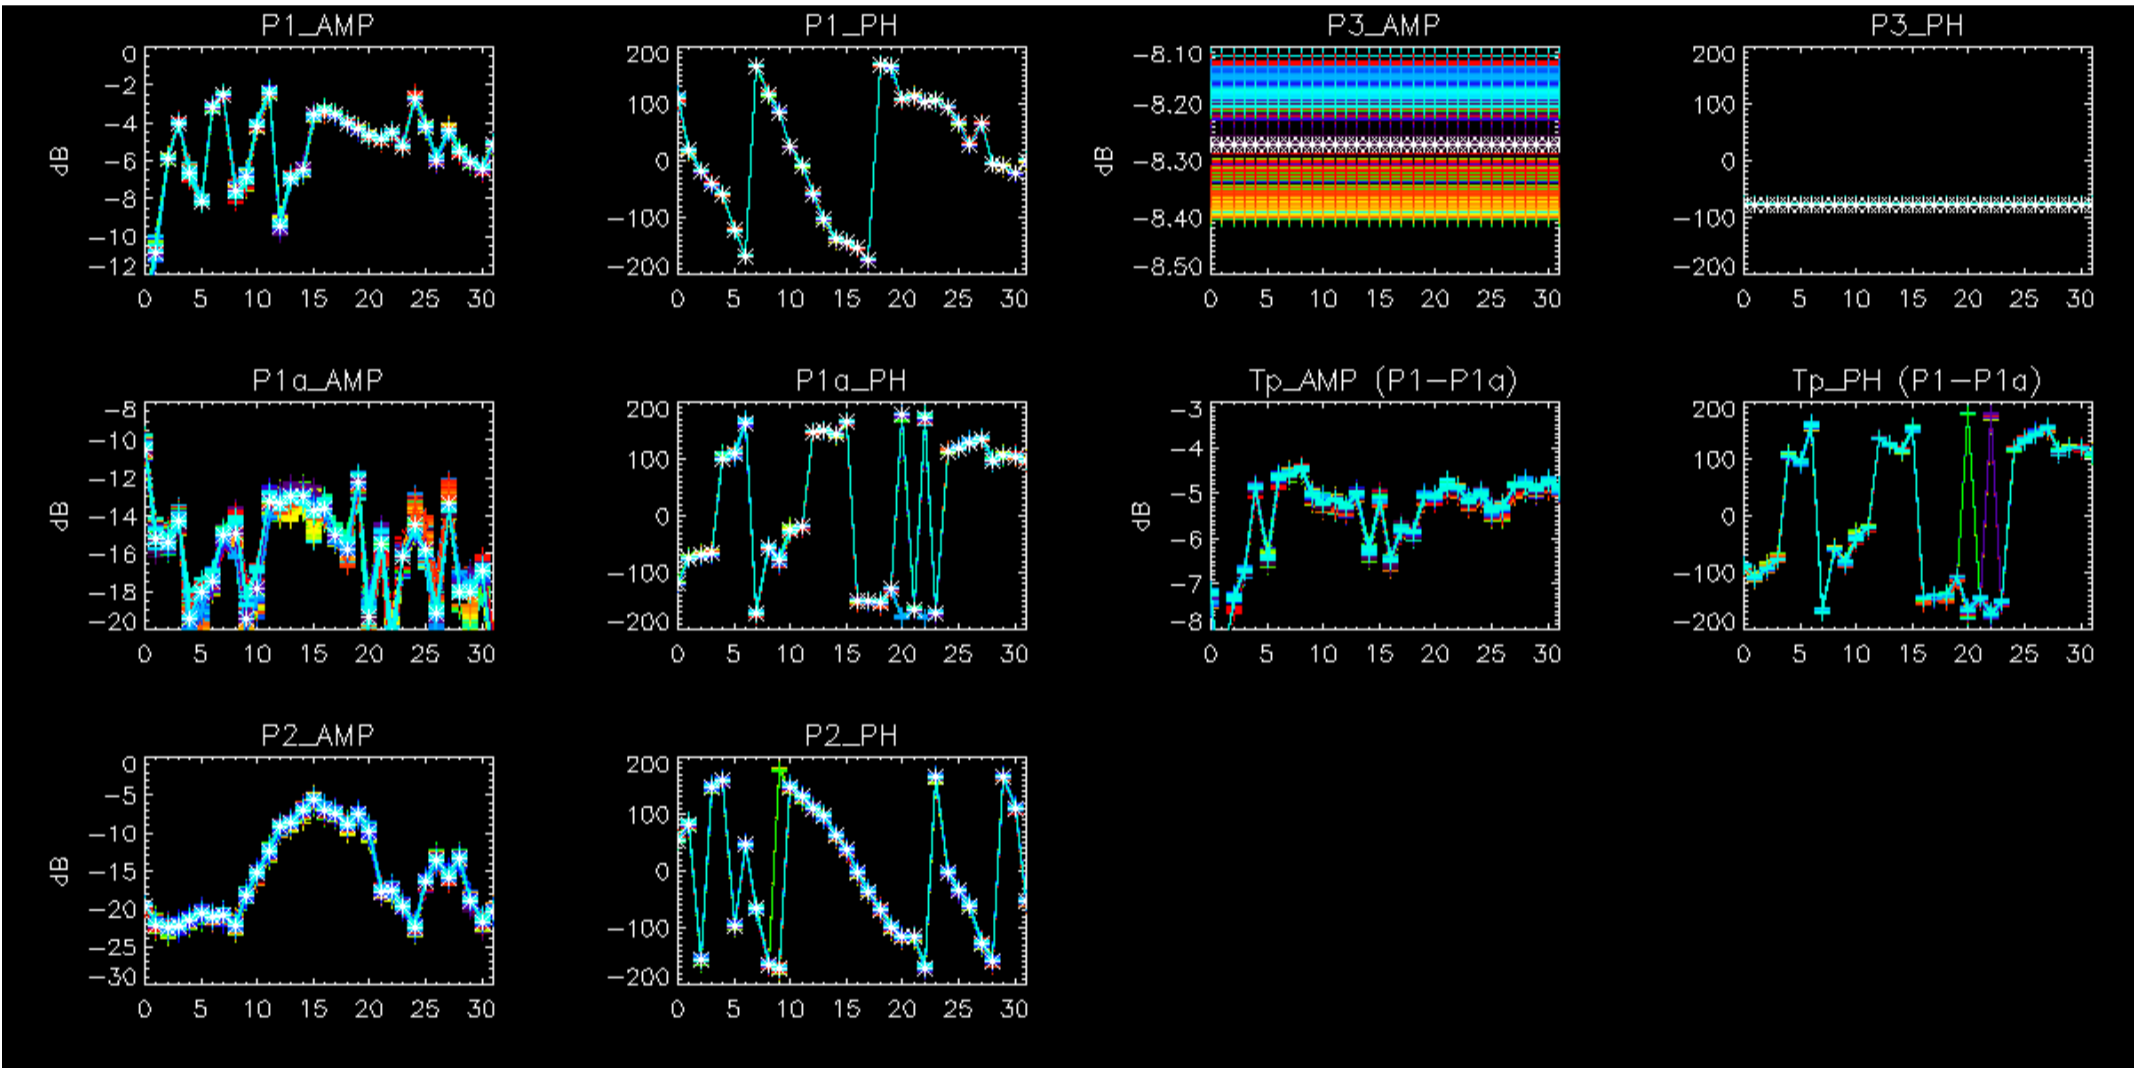 P1_AMP
0
−2
−4
−6
−8
−10
−12
dB
0 5 10 15 20 25 30
P1_PH
200
100
0
−100
−200
0 5 10 15 20 25 30
P3_AMP
−8.10
−8.20
−8.30
−8.40
−8.50
dB
0 5 10 15 20 25 30
P3_PH
200
100
0
−100
−200
0 5 10 15 20 25 30
P1a_AMP
−8
−10
−12
−14
−16
−18
−20
dB
0 5 10 15 20 25 30
P1a_PH
200
100
0
−100
−200
0 5 10 15 20 25 30
Tp_AMP (P1−P1a)
−3
−4
−5
−6
−7
−8
dB
0 5 10 15 20 25 30
Tp_PH (P1−P1a)
200
100
0
−100
−200
0 5 10 15 20 25 30
P2_AMP
0
−5
−10
−15
−20
−25
−30
dB
0 5 10 15 20 25 30
P2_PH
200
100
0
−100
−200
0 5 10 15 20 25 30